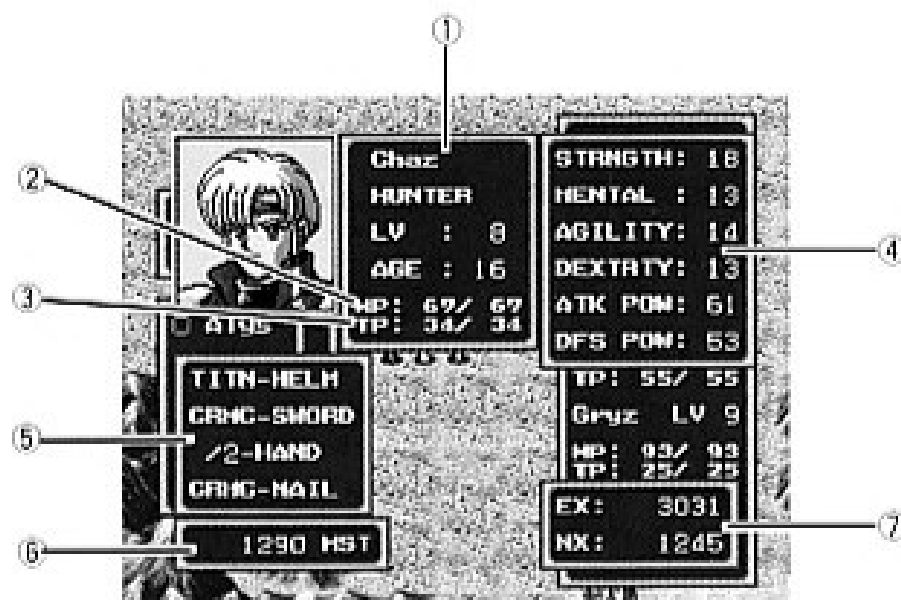 ①
Chaz
HUNTER
LV : 8
AGE : 16
② HP: 67/ 67
③ TP: 34/ 34
STRNGTH: 18
MENTAL : 13
AGILITY: 14
④
DEXTRTY: 13
ATK POW: 61
DFS POW: 53
Alys
TITN-HELM
CRMC-SWORD
⑤
/2-HAND
CRMC-MAIL
TP: 55/ 55
Gryz LV 9
HP: 93/ 93
TP: 25/ 25
⑥ 1290 MST
EX: 3031
⑦
NX: 1245